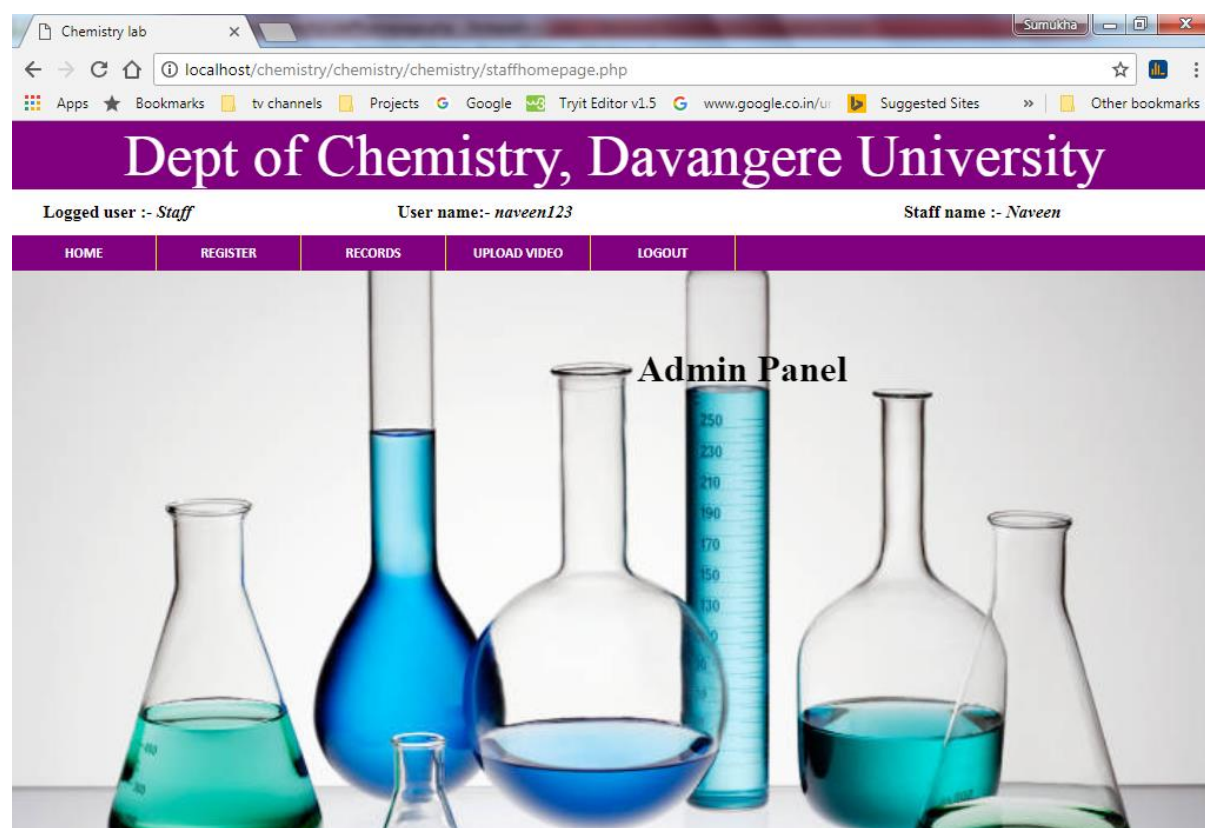 Chemistry lab
Sumukha
localhost/chemistry/chemistry/chemistry/staffhomepage.php
Apps Bookmarks tv channels Projects Google Tryit Editor v1.5 www.google.co.in/u Suggested Sites » Other bookmarks
Dept of Chemistry, Davangere University
Logged user :- Staff User name:- naveen123 Staff name :- Naveen
HOME REGISTER RECORDS UPLOAD VIDEO LOGOUT
Admin Panel
250
230
210
190
170
150
130